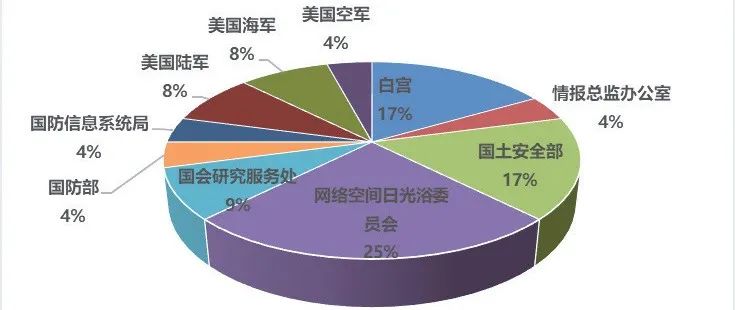 美国空军
4%
美国海军
8%
美国陆军
8%
国防信息系统局
4%
国防部
4%
国会研究服务处
9%
网络空间日光浴委
员会
25%
国土安全部
17%
情报总监办公室
4%
白宫
17%